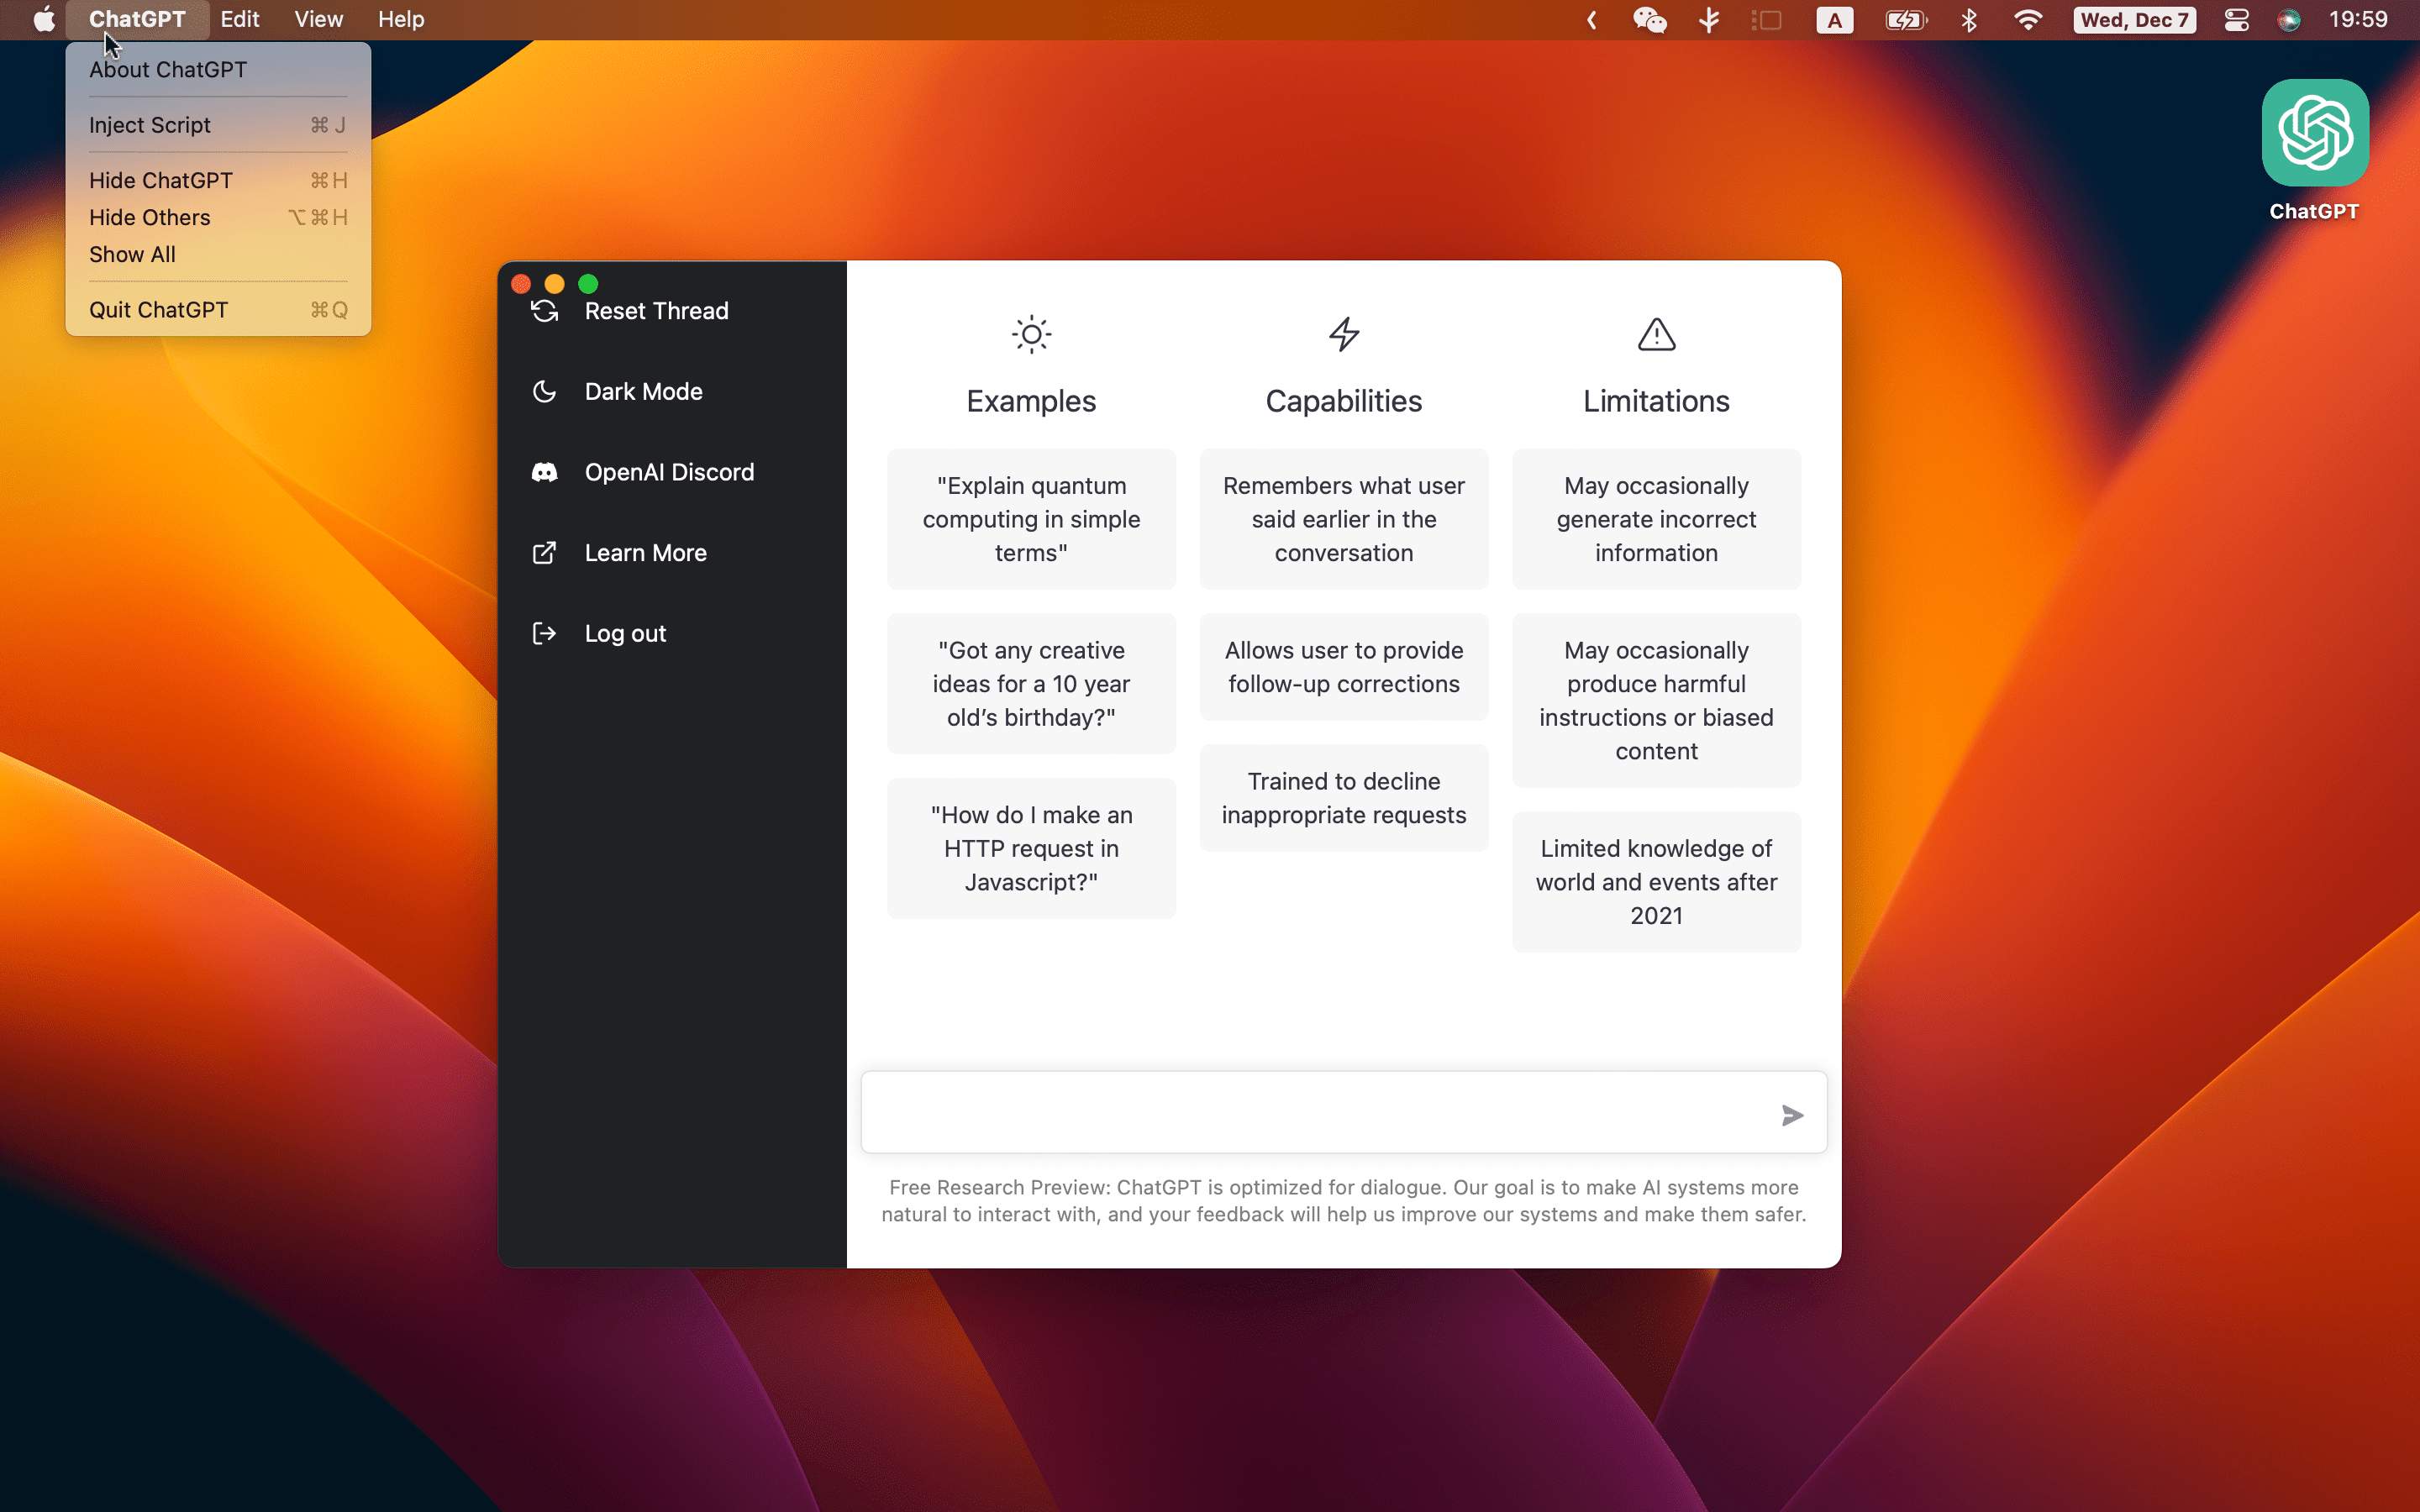 ChatGPT Edit View Help A Wed, Dec 7 19:59
About ChatGPT
Inject Script ⌘ J
Hide ChatGPT ⌘ H
Hide Others ⌥ ⌘ H
Show All
Quit ChatGPT ⌘ Q
ChatGPT
Reset Thread
Dark Mode
OpenAI Discord
Learn More
Log out
Examples
"Explain quantum
computing in simple
terms"
"Got any creative
ideas for a 10 year
old’s birthday?"
"How do I make an
HTTP request in
Javascript?"
Capabilities
Remembers what user
said earlier in the
conversation
Allows user to provide
follow-up corrections
Trained to decline
inappropriate requests
Limitations
May occasionally
generate incorrect
information
May occasionally
produce harmful
instructions or biased
content
Limited knowledge of
world and events after
2021
Free Research Preview: ChatGPT is optimized for dialogue. Our goal is to make AI systems more
natural to interact with, and your feedback will help us improve our systems and make them safer.